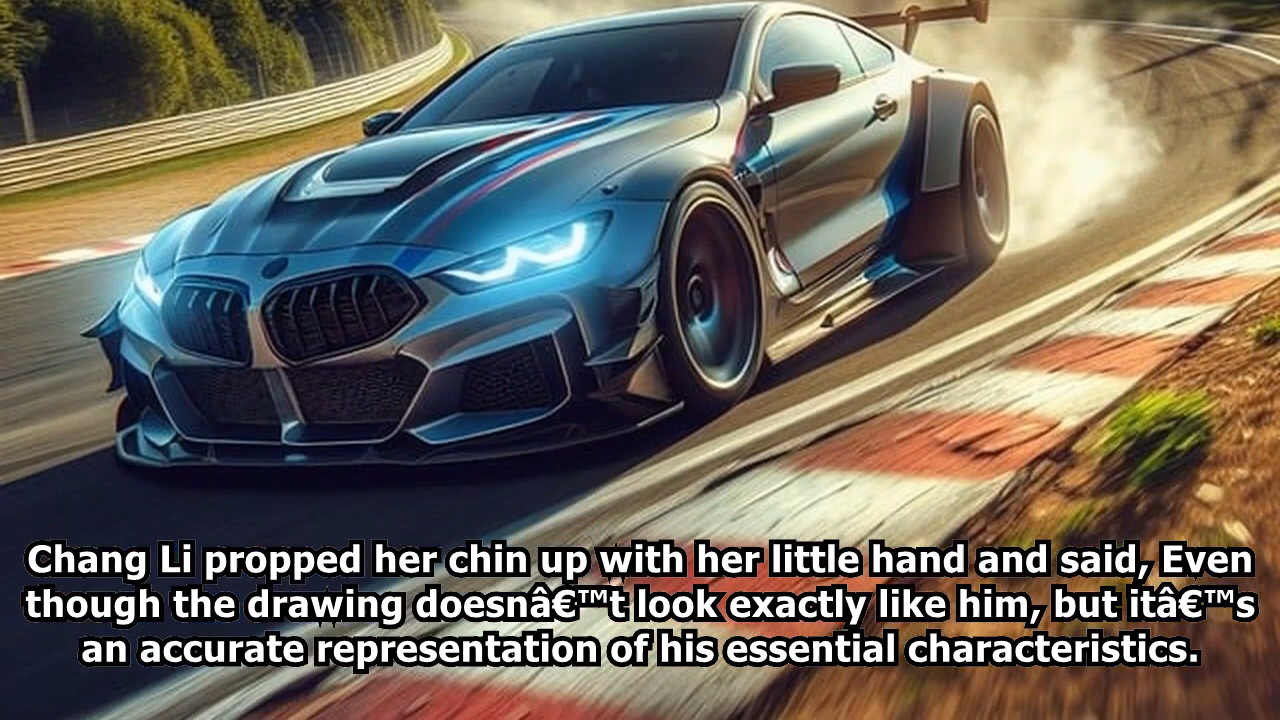 Chang Li propped her chin up with her little hand and said, Even
though the drawing doesnâ€™t look exactly like him, but itâ€™s
an accurate representation of his essential characteristics.